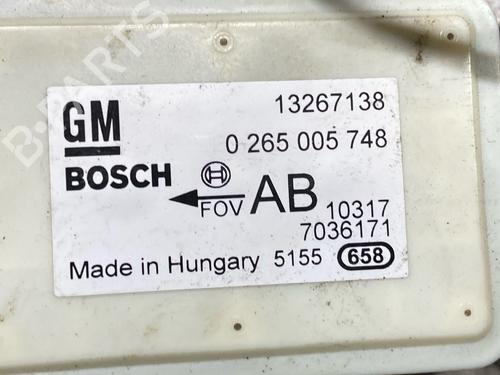 B-PARTS
GM
13267138
0 265 005 748
BOSCH
FOV AB 10317
7036171
Made in Hungary 5155 658